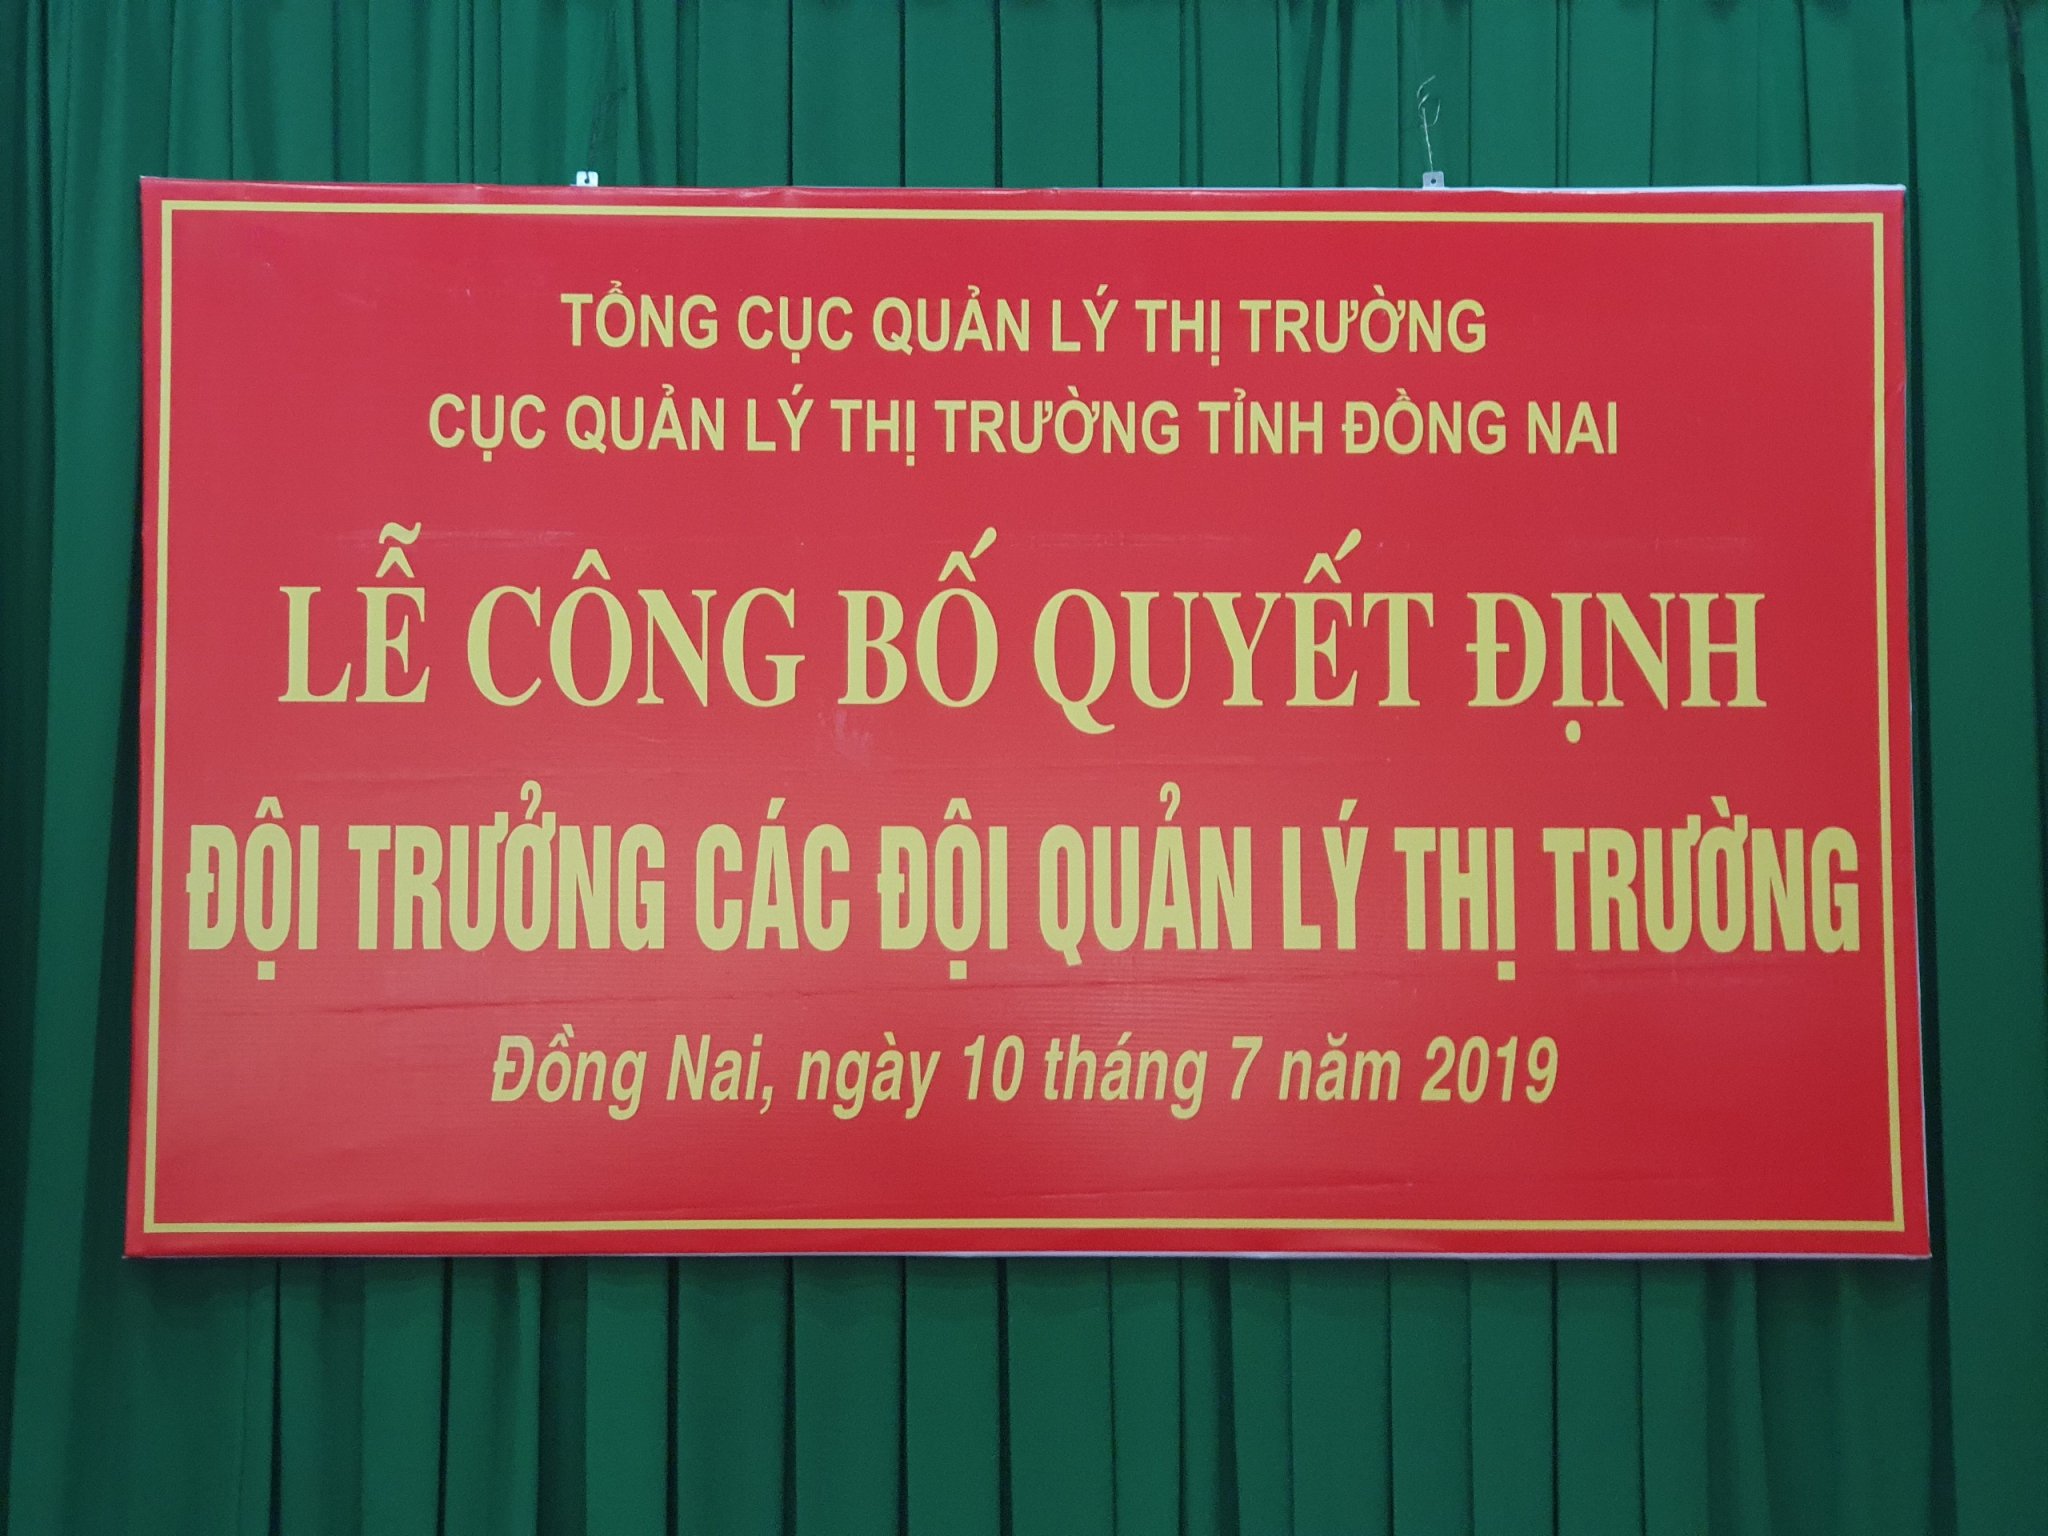 TỔNG CỤC QUẢN LÝ THỊ TRƯỜNG
CỤC QUẢN LÝ THỊ TRƯỜNG TỈNH ĐỒNG NAI
LỄ CÔNG BỐ QUYẾT ĐỊNH
ĐỘI TRƯỞNG CÁC ĐỘI QUẢN LÝ THỊ TRƯỜNG
Đồng Nai, ngày 10 tháng 7 năm 2019